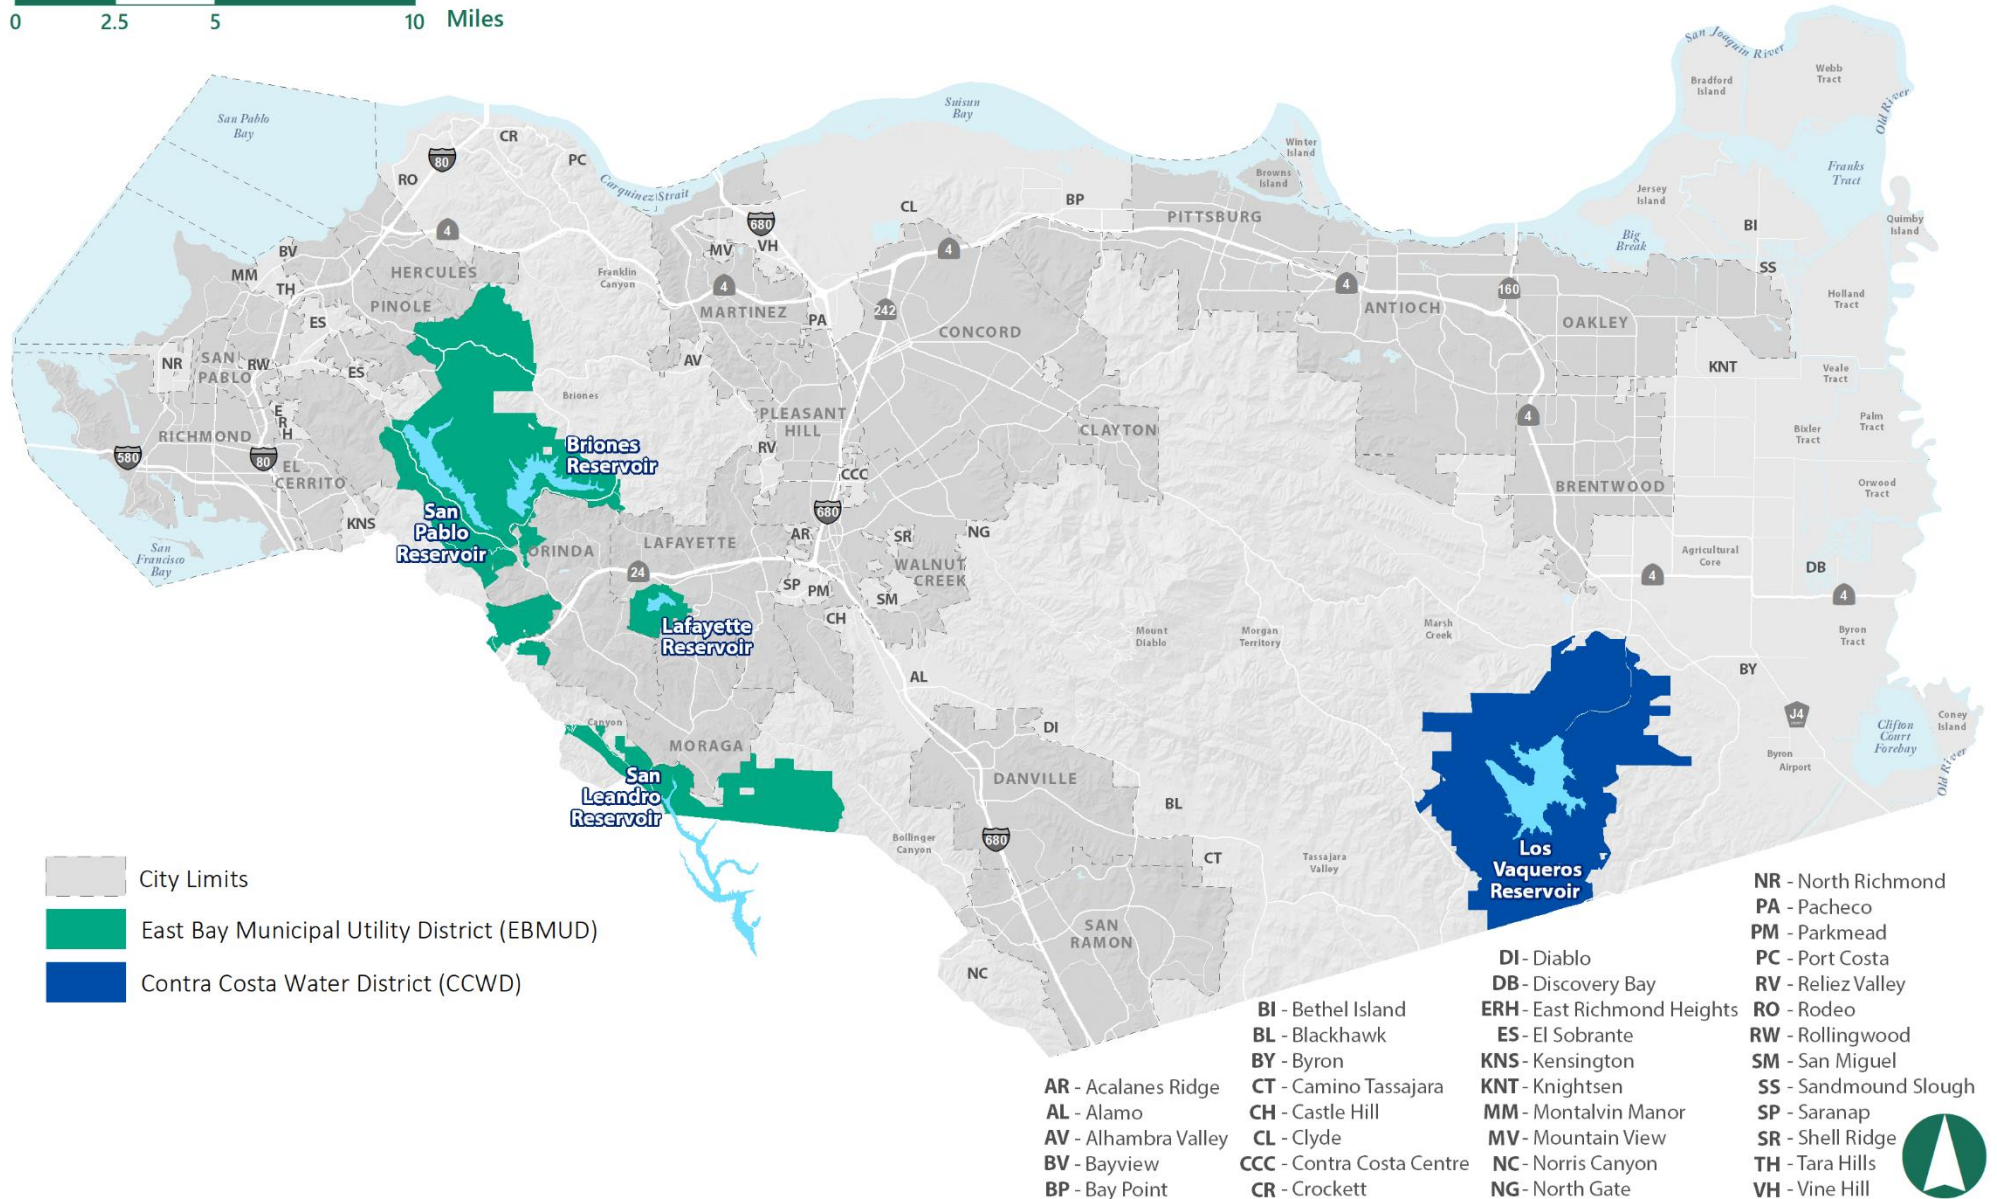 0 2.5 5 10 Miles
San Joaquin River
Bradford
Island
Webb
Tract
Old River
San Pablo
Bay
Suisun
Bay
CR
80
PC
RO
Carquinez Strait
Winter
Island
Browns
Island
Franks
Tract
Jersey
Island
BI
Quimby
Island
CL
BP
PITTSBURG
680
VH
MV
4
4
Big
Break
BV
MM
TH
HERCULES
PINOLE
Franklin
Canyon
4
MARTINEZ
PA
242
CONCORD
4
ANTIOCH
160
OAKLEY
SS
Holland
Tract
ES
NR
SAN
PABLO
RW
ES
AV
KNT
Veale
Tract
E
R
H
Briones
PLEASANT
HILL
CLAYTON
4
Palm
Tract
Bixler
Tract
RICHMOND
580
80
EL
CERRITO
Briones
Reservoir
RV
CCC
BRENTWOOD
Orwood
Tract
KNS
San
Pablo
Reservoir
680
AR
SR
NG
San
Francisco
Bay
ORINDA
LAFAYETTE
24
WALNUT
CREEK
SP
PM
SM
CH
Agricultural
Core
DB
4
4
Lafayette
Reservoir
Mount
Diablo
Morgan
Territory
Marsh
Creek
Byron
Tract
AL
BY
Canyon
MORAGA
DI
J4
Clifton
Court
Forebay
Coney
Island
Byron
Airport
Old River
San
Leandro
Reservoir
DANVILLE
BL
680
Bollinger
Canyon
CT
Tassajara
Valley
Los
Vaqueros
Reservoir
SAN
RAMON
NC
City Limits
East Bay Municipal Utility District (EBMUD)
Contra Costa Water District (CCWD)
AR - Acalanes Ridge
AL - Alamo
AV - Alhambra Valley
BV - Bayview
BP - Bay Point
BI - Bethel Island
BL - Blackhawk
BY - Byron
CT - Camino Tassajara
CH - Castle Hill
CL - Clyde
CCC - Contra Costa Centre
CR - Crockett
DI - Diablo
DB - Discovery Bay
ERH - East Richmond Heights
ES - El Sobrante
KNS - Kensington
KNT - Knightsen
MM - Montalvin Manor
MV - Mountain View
NC - Norris Canyon
NG - North Gate
NR - North Richmond
PA - Pacheco
PM - Parkmead
PC - Port Costa
RV - Reliez Valley
RO - Rodeo
RW - Rollingwood
SM - San Miguel
SS - Sandmound Slough
SP - Saranap
SR - Shell Ridge
TH - Tara Hills
VH - Vine Hill